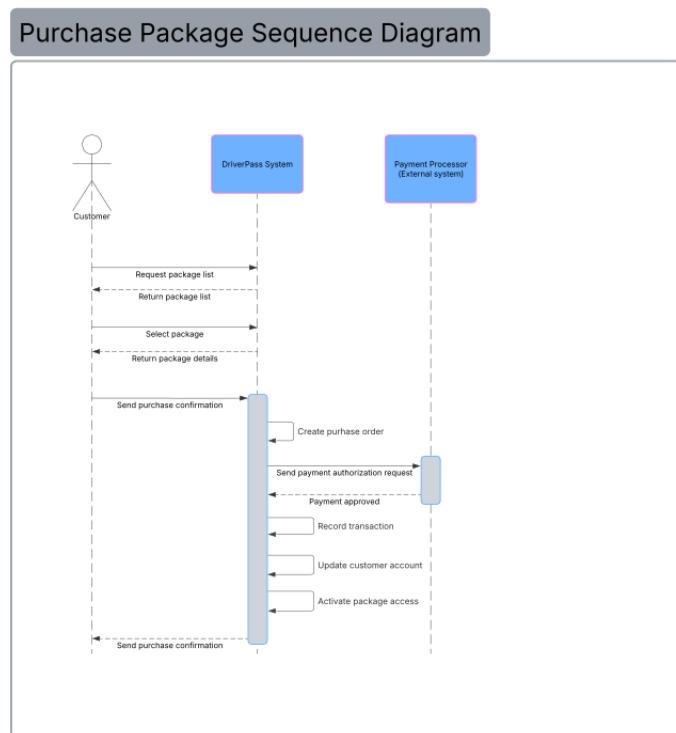 Purchase Package Sequence Diagram
DriverPass System
Payment Processor
(External system)
Customer
Request package list
Return package list
Select package
Return package details
Send purchase confirmation
Create purhase order
Send payment authorization request
Payment approved
Record transaction
Update customer account
Activate package access
Send purchase confirmation